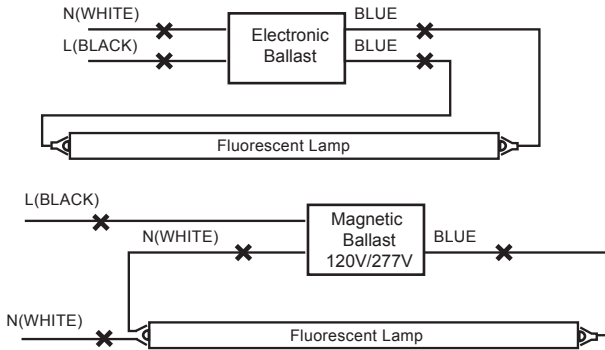 N(WHITE)
BLUE
L(BLACK)
BLUE
Electronic
Ballast
Fluorescent Lamp
L(BLACK)
N(WHITE)
Magnetic
Ballast
120V/277V
BLUE
N(WHITE)
Fluorescent Lamp